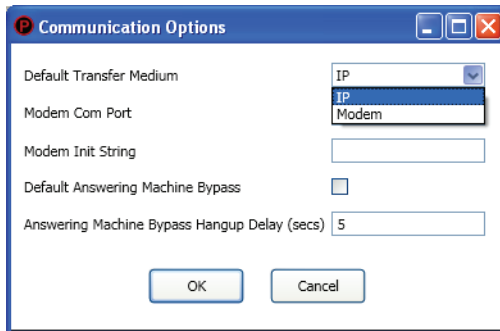 P Communication Options
Default Transfer Medium IP
IP
Modem Com Port Modem
Modem Init String
Default Answering Machine Bypass
Answering Machine Bypass Hangup Delay (secs) 5
OK Cancel